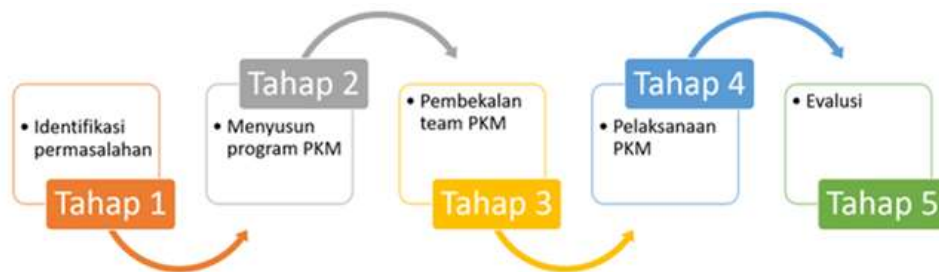 • Identifikasi
permasalahan
Tahap 1
Tahap 2
• Menyusun
program PKM
• Pembekalan
team PKM
Tahap 3
Tahap 4
• Pelaksanaan
PKM
• Evalusi
Tahap 5